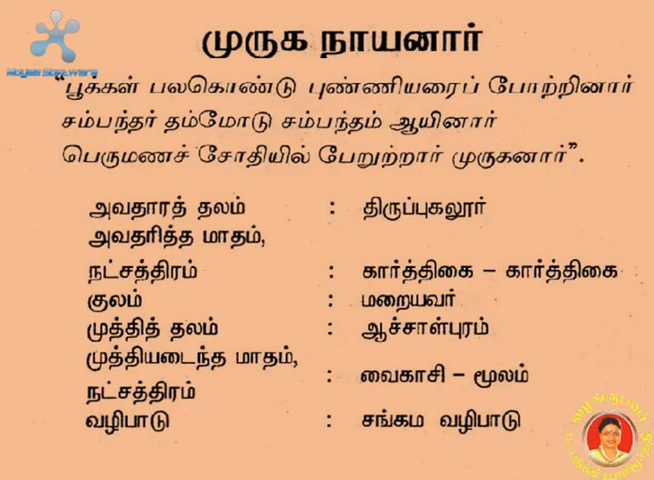 முருக நாயனார்
"பூக்கள் பலகொண்டு புண்ணியரைப் போற்றினார்
சம்பந்தர் தம்மோடு சம்பந்தம் ஆயினார்
பெருமணச் சோதியில் பேறுற்றார் முருகனார்".
அவதாரத் தலம் : திருப்புகலூர்
அவதரித்த மாதம்,
நட்சத்திரம் : கார்த்திகை – கார்த்திகை
குலம் : மறையவர்
முத்தித் தலம் : ஆச்சாள்புரம்
முத்தியடைந்த மாதம்,
நட்சத்திரம் : வைகாசி – மூலம்
வழிபாடு : சங்கம வழிபாடு